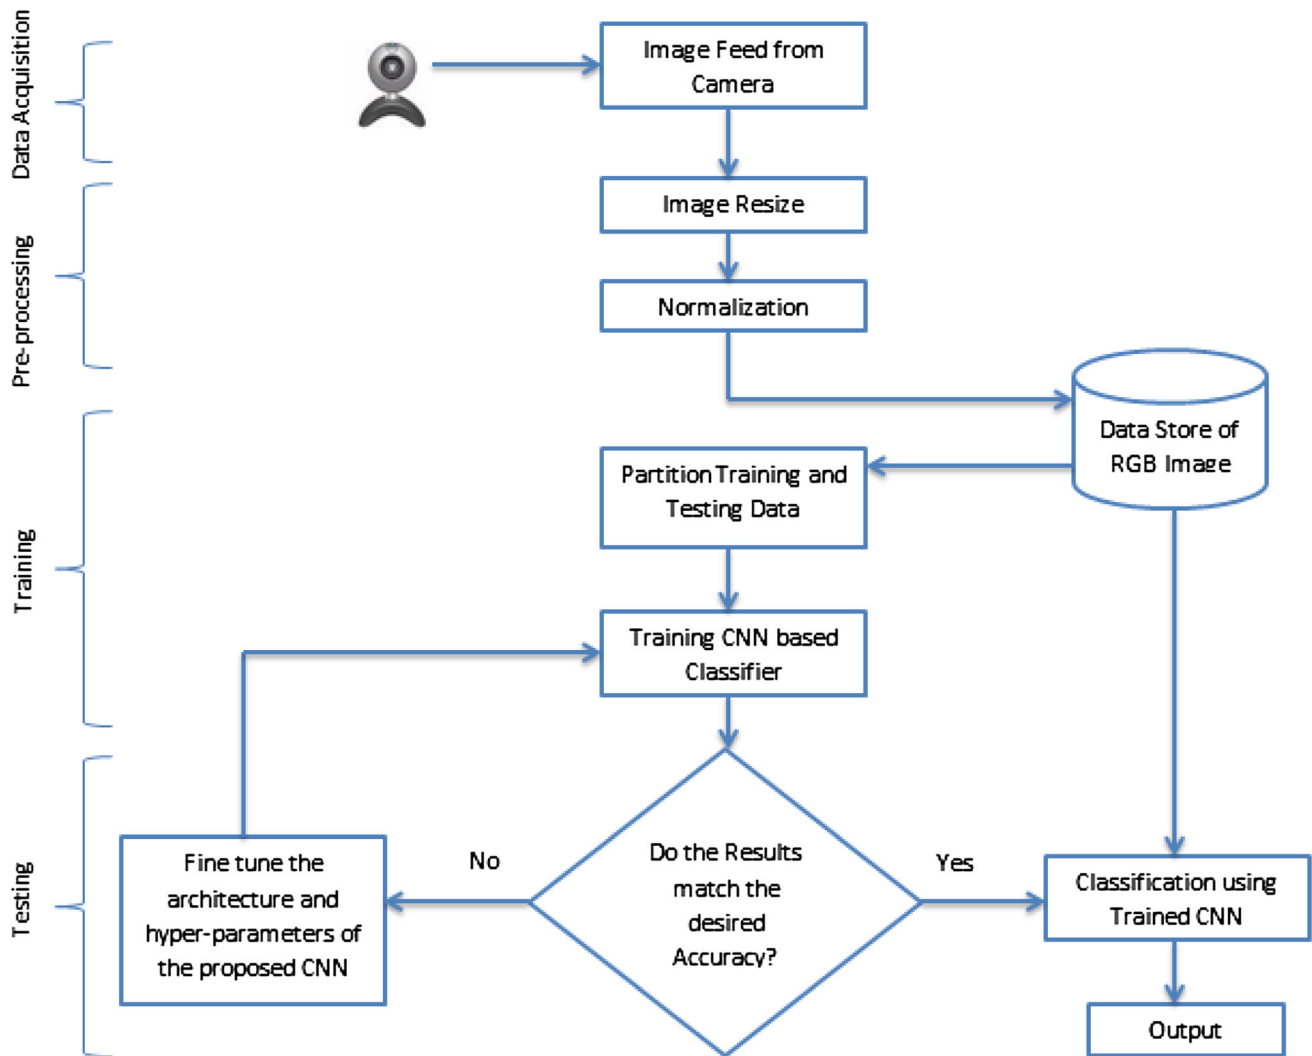 Data Acquisition
Image Feed from
Camera
Pre-processing
Image Resize
Normalization
Data Store of
RGB Image
Training
Partition Training and
Testing Data
Training CNN based
Classifier
Testing
Fine tune the
architecture and
hyper-parameters of
the proposed CNN
No
Do the Results
match the
desired
Accuracy?
Yes
Classification using
Trained CNN
Output